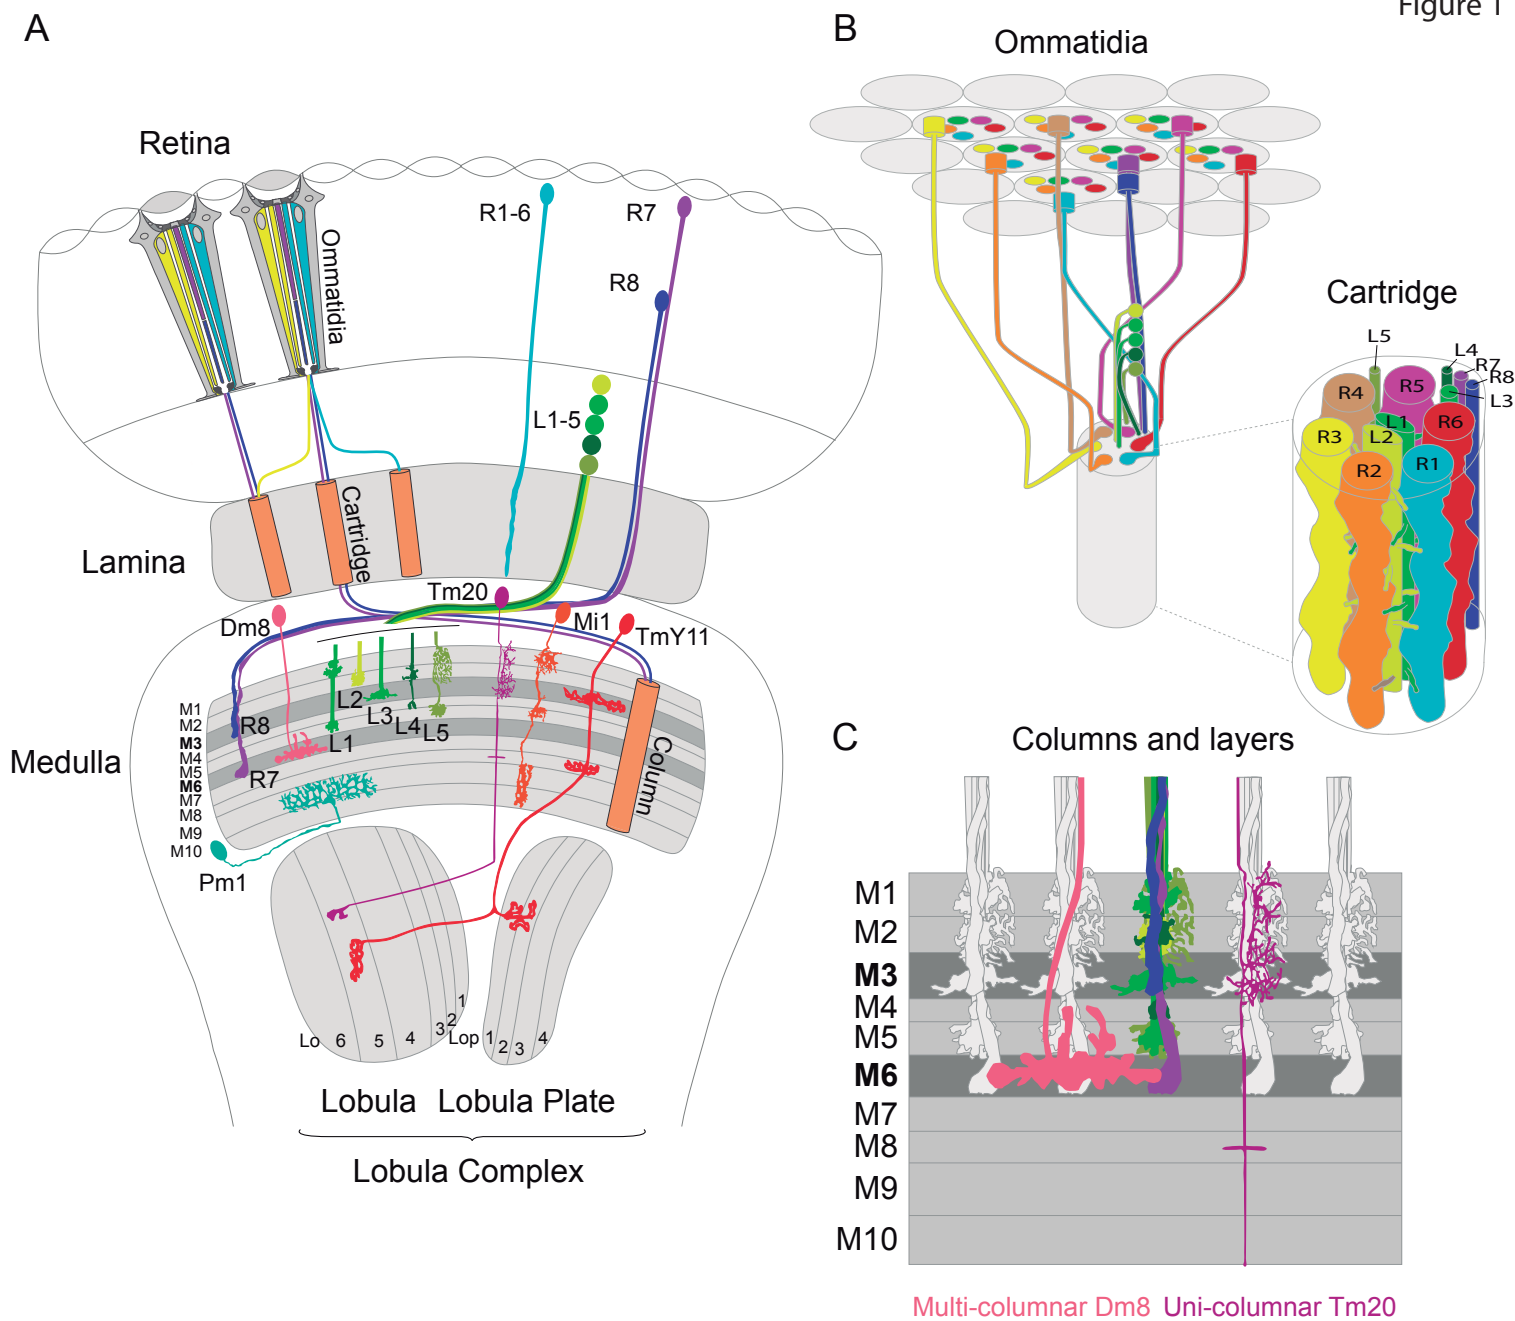 Figure 1
A
Retina
Ommatidia
R1-6
R7
R8
L1-5
Cartridge
Lamina
Tm20
Dm8
Mi1
TmY11
L2
L3
L4
L5
L1
R8
R7
Column
M1
M2
M3
M4
M5
M6
M7
M8
M9
M10
Medulla
Pm1
Lo 6 5 4 3 2 1
Lop 1 2 3 4
Lobula Lobula Plate
Lobula Complex
B
Ommatidia
Cartridge
L5
L4
R7
R8
L3
R4
R5
L1
R6
R3
L2
R2
R1
C
Columns and layers
M1
M2
M3
M4
M5
M6
M7
M8
M9
M10
Multi-columnar Dm8 Uni-columnar Tm20